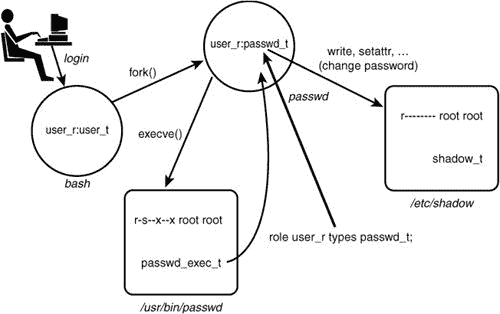 login
user_r:user_t
bash
fork()
user_r:passwd_t
passwd
execve()
r-s--x--x root root
passwd_exec_t
/usr/bin/passwd
role user_r types passwd_t;
write, setattr, …
(change password)
r-------- root root
shadow_t
/etc/shadow